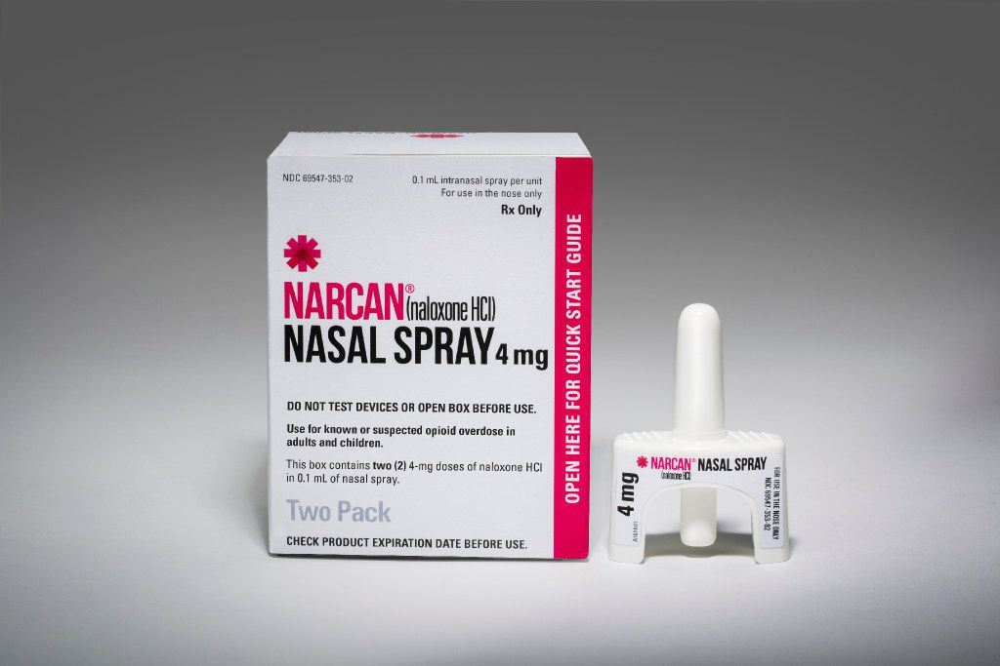 NDC 69547-353-02
0.1 mL intranasal spray per unit
For use in the nose only
Rx Only
NARCAN® (naloxone HCl)
NASAL SPRAY 4 mg
DO NOT TEST DEVICES OR OPEN BOX BEFORE USE.
Use for known or suspected opioid overdose in
adults and children.
This box contains two (2) 4-mg doses of naloxone HCl
in 0.1 mL of nasal spray.
Two Pack
CHECK PRODUCT EXPIRATION DATE BEFORE USE.
OPEN HERE FOR QUICK START GUIDE
NARCAN® NASAL SPRAY
(naloxone HCl)
4 mg
FOR USE IN THE NOSE ONLY
NDC 69547-353-02